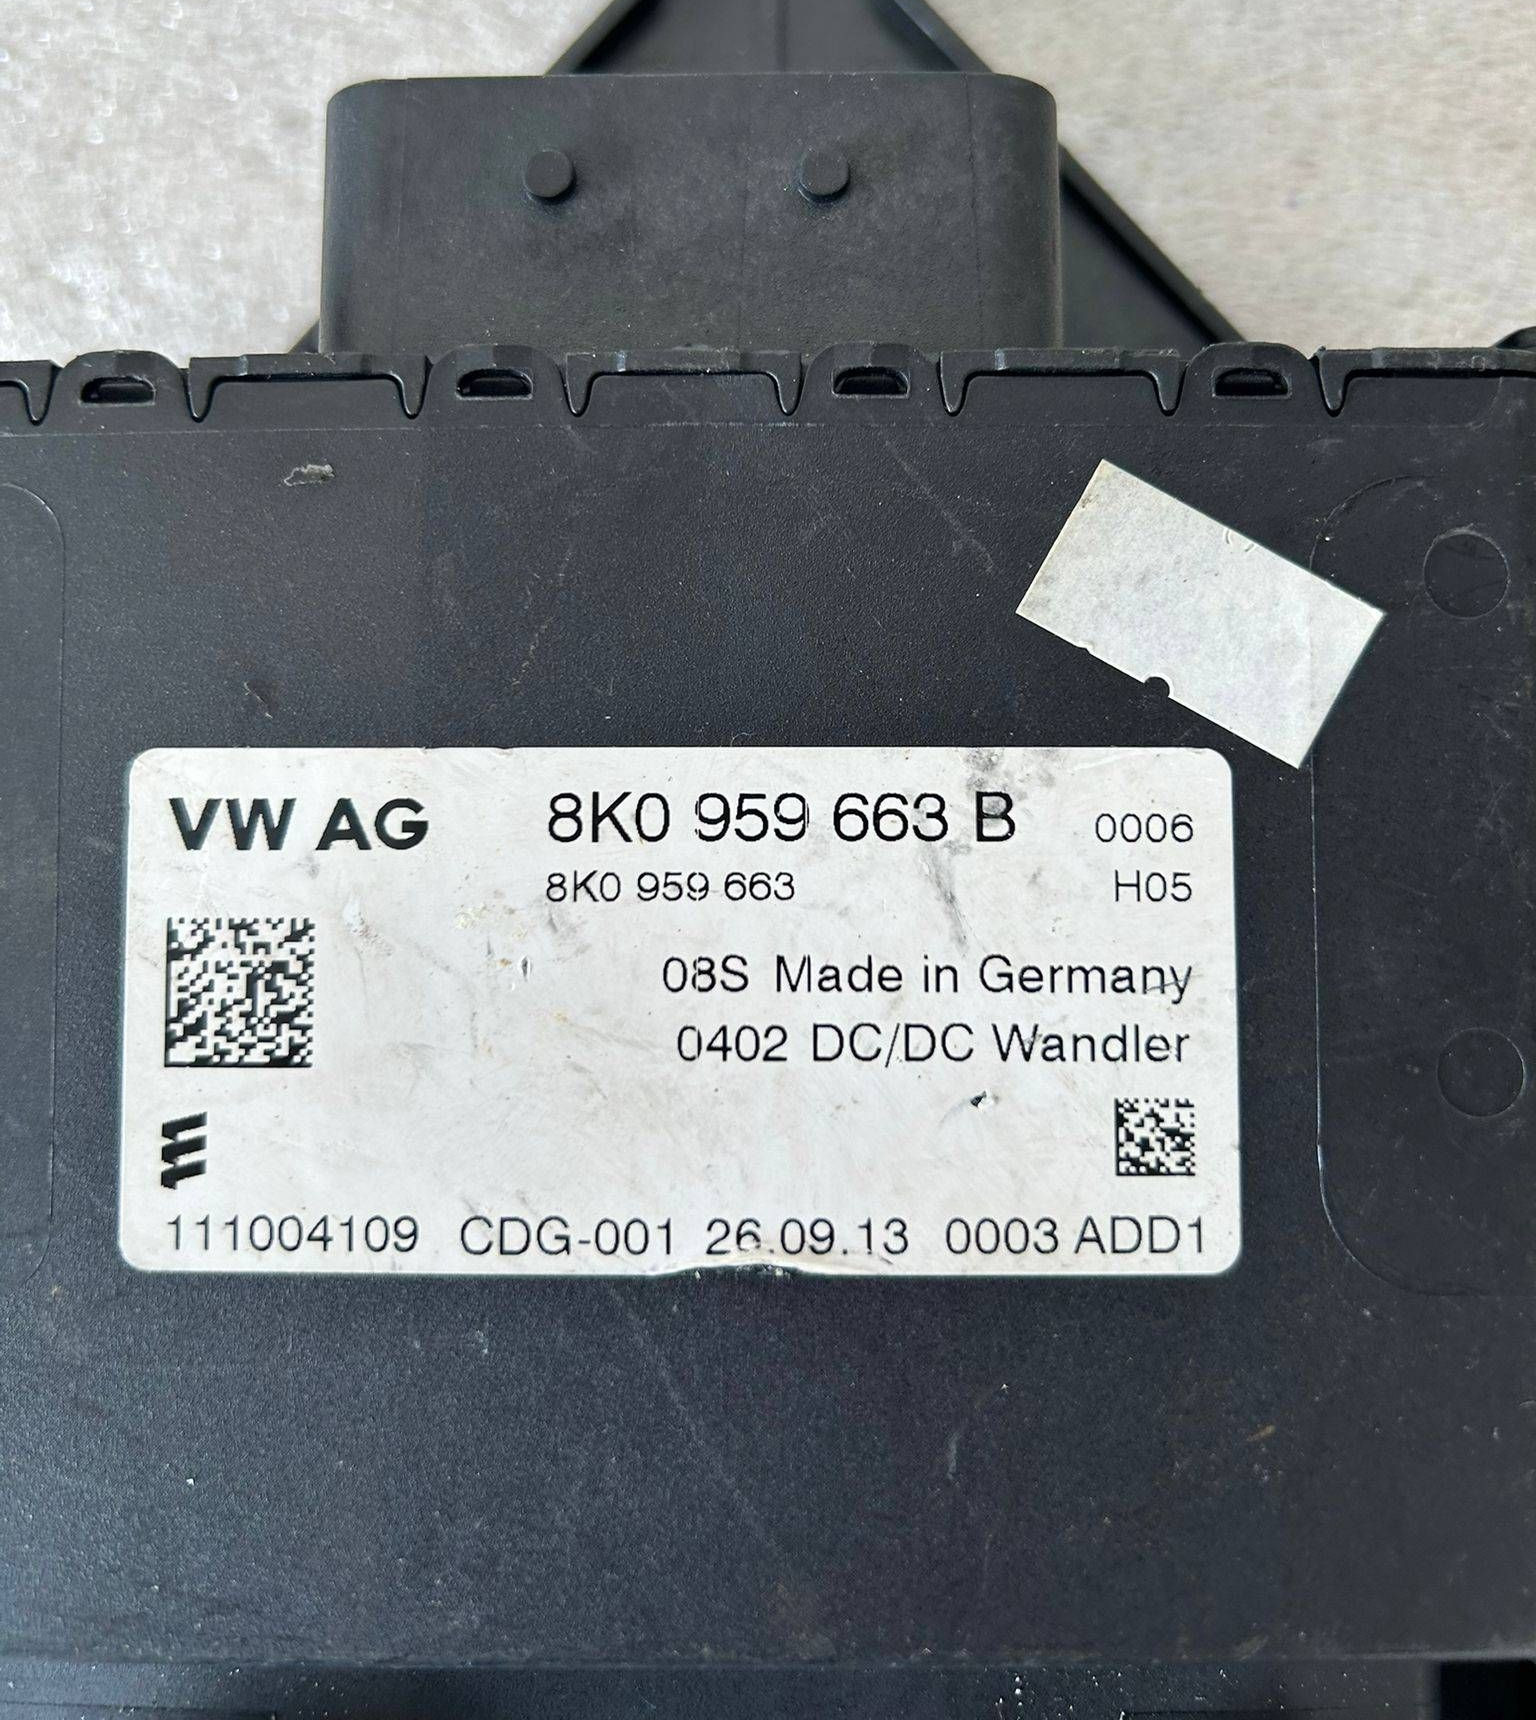 VW AG 8K0 959 663 B 0006
8K0 959 663 H05
08S Made in Germany
0402 DC/DC Wandler
111004109 CDG-001 26.09.13 0003 ADD1